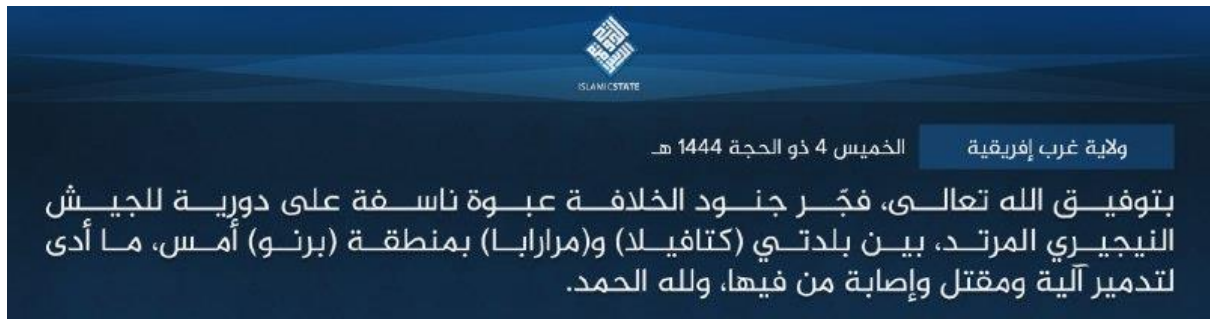 ISLAMIC STATE
ولاية غرب إفريقية الخميس 4 ذو الحجة 1444 هـ
بتوفيق الله تعالى، فجّر جنود الخلافة عبوة ناسفة على دورية للجيش
النيجيري المرتد، بين بلدتي (كتافيلا) و(مرارابا) بمنطقة (برنو) أمس، ما أدى
لتدمير آلية ومقتل وإصابة من فيها، ولله الحمد.